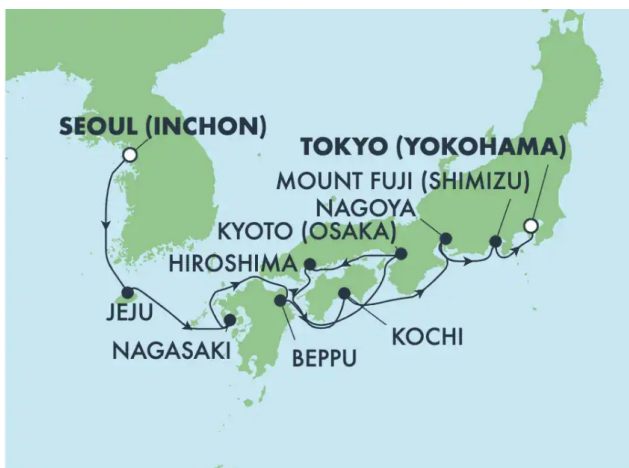 SEOUL (INCHON)
TOKYO (YOKOHAMA)
MOUNT FUJI (SHIMIZU)
NAGOYA
KYOTO (OSAKA)
HIROSHIMA
JEJU
NAGASAKI
BEPPU
KOCHI